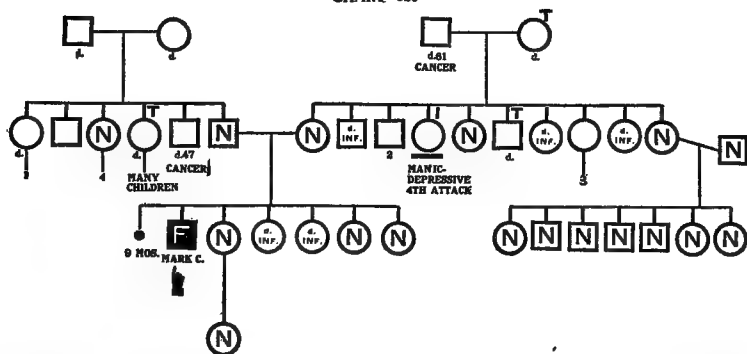 T
d.
d.
d.61
CANCER
d.
T
T
I
d.
N
d.
d.47
CANCER
N
N
d.
INF.
N
d.
d.
INF.
d.
INF.
N
N
4
MANY
CHILDREN
2
MANIC-
DEPRESSIVE
4TH ATTACK
3
9 MOS.
F
MARK C.
N
d.
INF.
d.
INF.
N
N
N
N
N
N
N
N
N
N